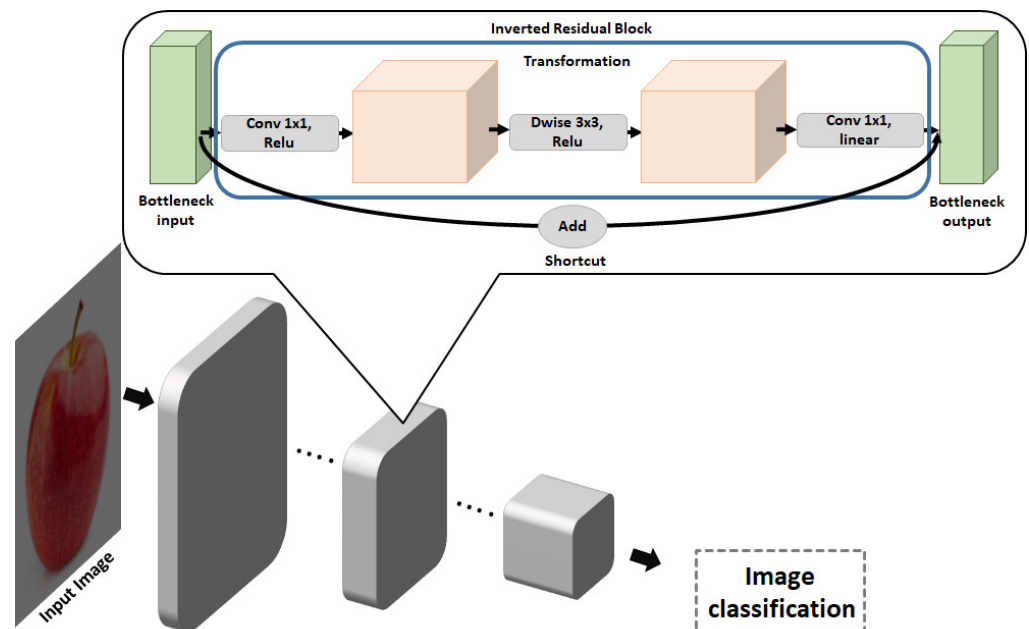 Inverted Residual Block
Transformation
Conv 1x1,
Relu
Dwise 3x3,
Relu
Conv 1x1,
linear
Bottleneck
input
Bottleneck
output
Add
Shortcut
Input Image
Image
classification